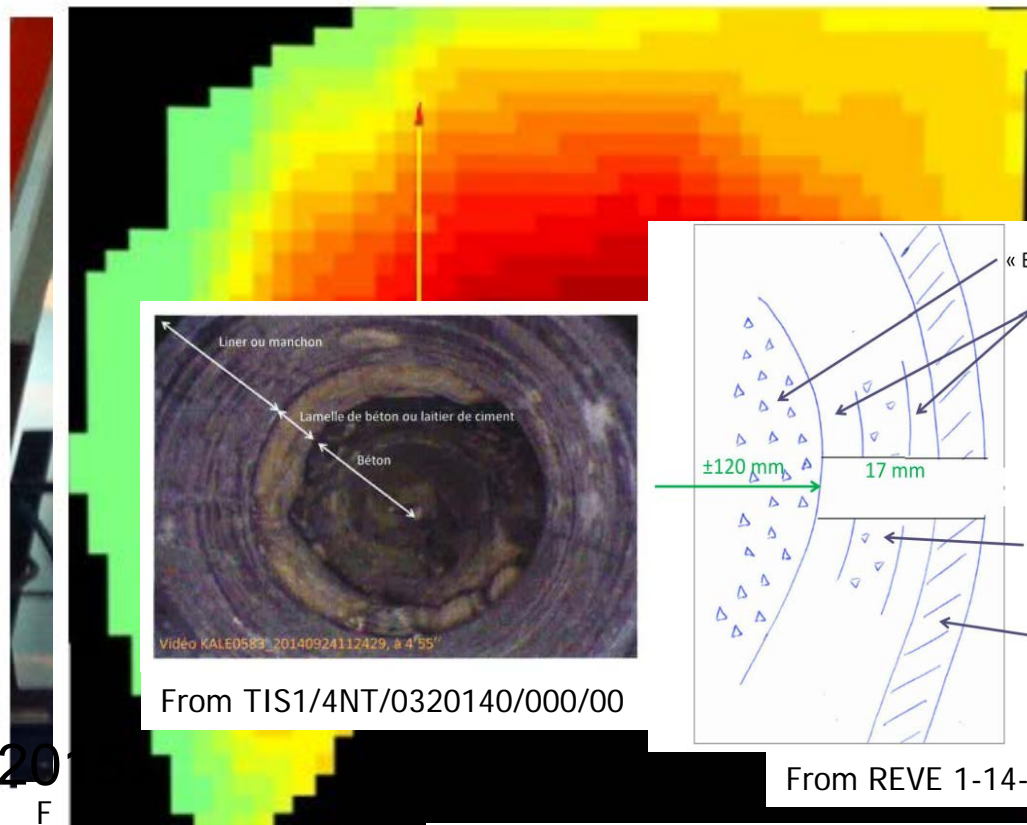 Liner ou manchon
Lamelle de béton ou laitier de ciment
Béton
Vidéo KALE0583_20140924112429, à 4'55''
From TIS1/4NT/0320140/000/00
«
±120 mm
17 mm
From REVE 1-14-
201
F